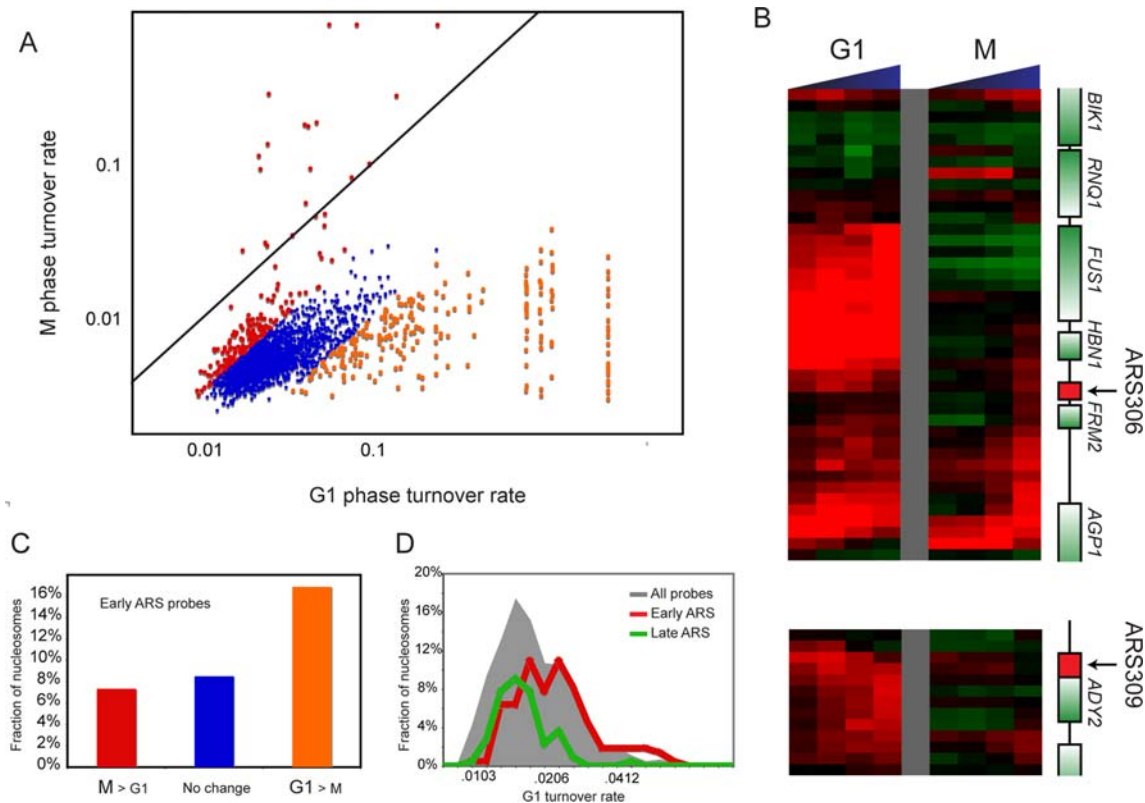 A
M phase turnover rate
0.1
0.01
0.01
0.1
G1 phase turnover rate
B
G1
M
BIK1
RNQ1
FUS1
HBN1
ARS306
FRM2
AGP1
ARS309
ADY2
C
Fraction of nucleosomes
16%
14%
12%
10%
8%
6%
4%
2%
0%
Early ARS probes
M > G1
No change
G1 > M
D
Fraction of nucleosomes
20%
16%
12%
8%
4%
0%
All probes
Early ARS
Late ARS
.0103
.0206
.0412
G1 turnover rate